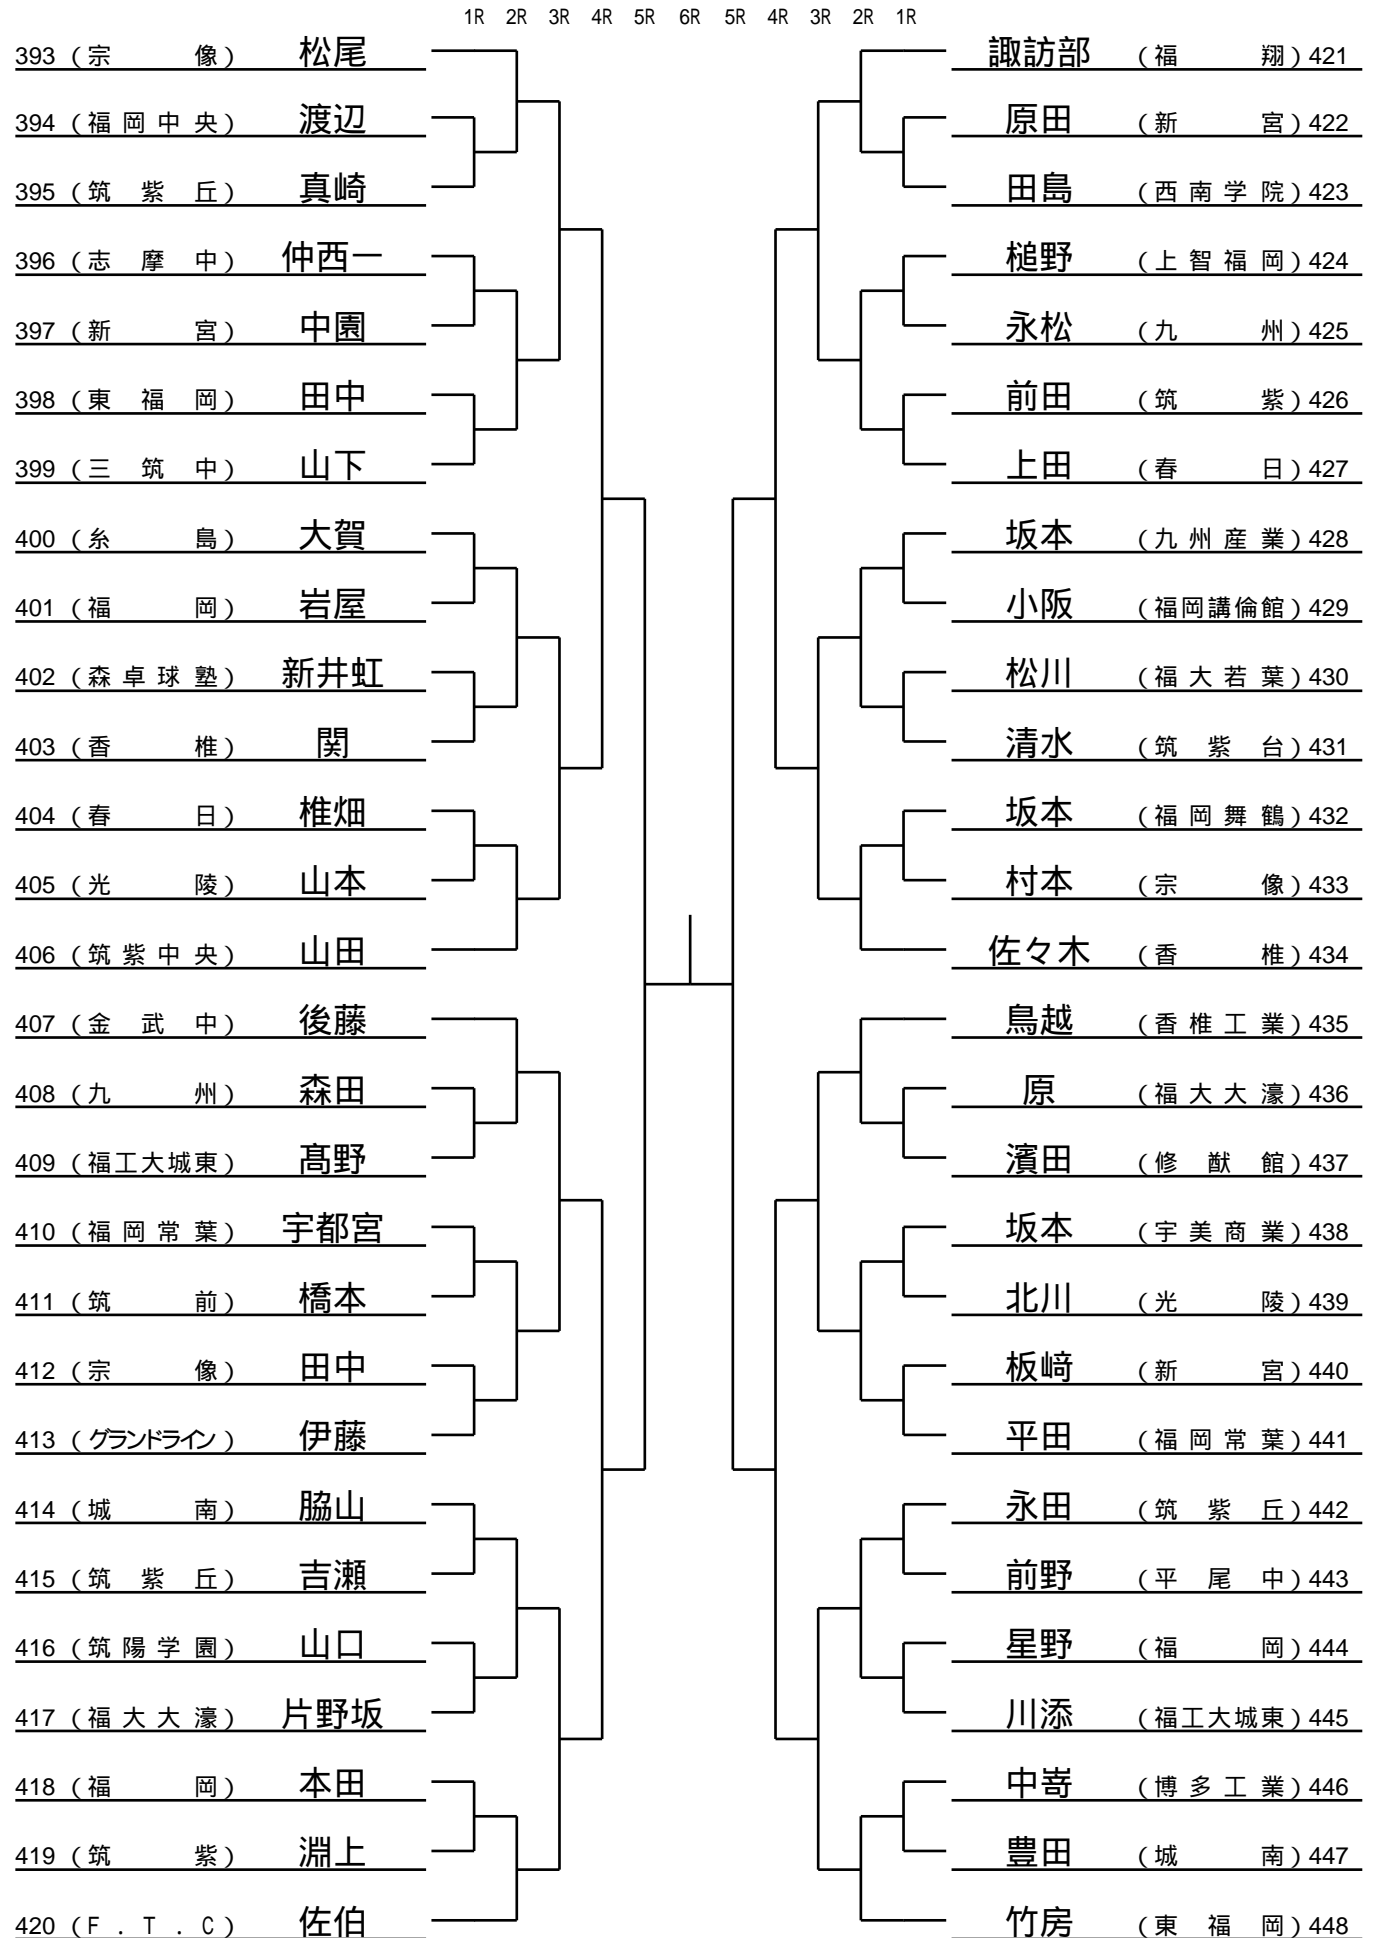 1R 2R 3R 4R 5R 6R 5R 4R 3R 2R 1R
393 (宗像) 松尾
394 (福岡中央) 渡辺
395 (筑紫丘) 真崎
396 (志摩中) 仲西一
397 (新宮) 中園
398 (東福岡) 田中
399 (三筑中) 山下
400 (糸島) 大賀
401 (福岡) 岩屋
402 (森卓球塾) 新井虹
403 (香椎) 関
404 (春日) 椎畑
405 (光陵) 山本
406 (筑紫中央) 山田
407 (金武中) 後藤
408 (九州) 森田
409 (福工大城東) 髙野
410 (福岡常葉) 宇都宮
411 (筑前) 橋本
412 (宗像) 田中
413 (グランドライン) 伊藤
414 (城南) 脇山
415 (筑紫丘) 吉瀬
416 (筑陽学園) 山口
417 (福大大濠) 片野坂
418 (福岡) 本田
419 (筑紫) 淵上
420 (F.T.C) 佐伯
諏訪部 (福翔) 421
原田 (新宮) 422
田島 (西南学院) 423
槌野 (上智福岡) 424
永松 (九州) 425
前田 (筑紫) 426
上田 (春日) 427
坂本 (九州産業) 428
小阪 (福岡講倫館) 429
松川 (福大若葉) 430
清水 (筑紫台) 431
坂本 (福岡舞鶴) 432
村本 (宗像) 433
佐々木 (香椎) 434
鳥越 (香椎工業) 435
原 (福大大濠) 436
濱田 (修猷館) 437
坂本 (宇美商業) 438
北川 (光陵) 439
板﨑 (新宮) 440
平田 (福岡常葉) 441
永田 (筑紫丘) 442
前野 (平尾中) 443
星野 (福岡) 444
川添 (福工大城東) 445
中嵜 (博多工業) 446
豊田 (城南) 447
竹房 (東福岡) 448